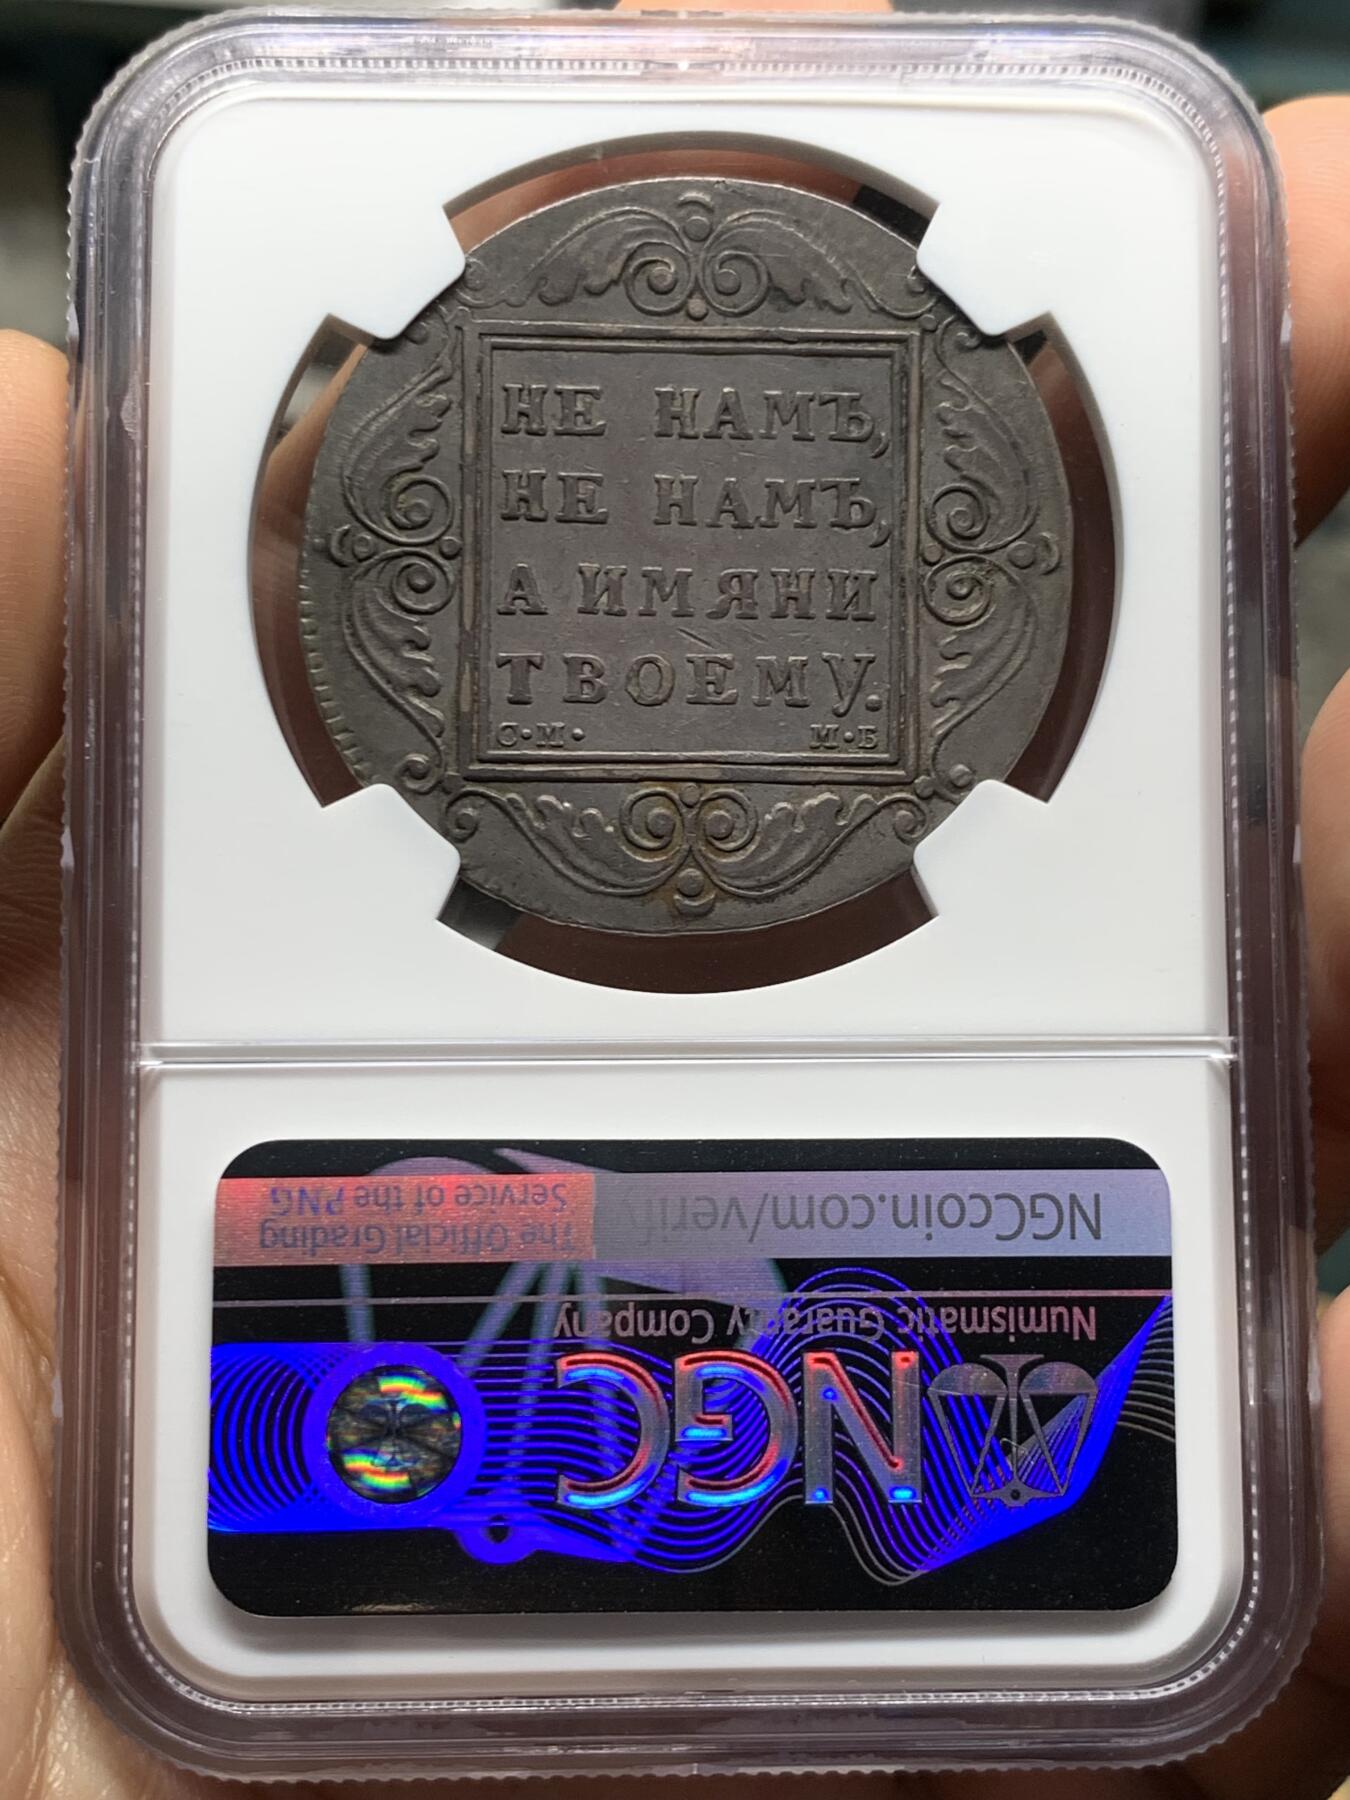 НЕ НАМЪ,
НЕ НАМЪ,
А ИМЯНИ
ТВОЕМУ.
С·М· М·Б
NGC
Numismatic Guaranty Company
NGCcoin.com/verify
The Official Grading
Service of the PNG